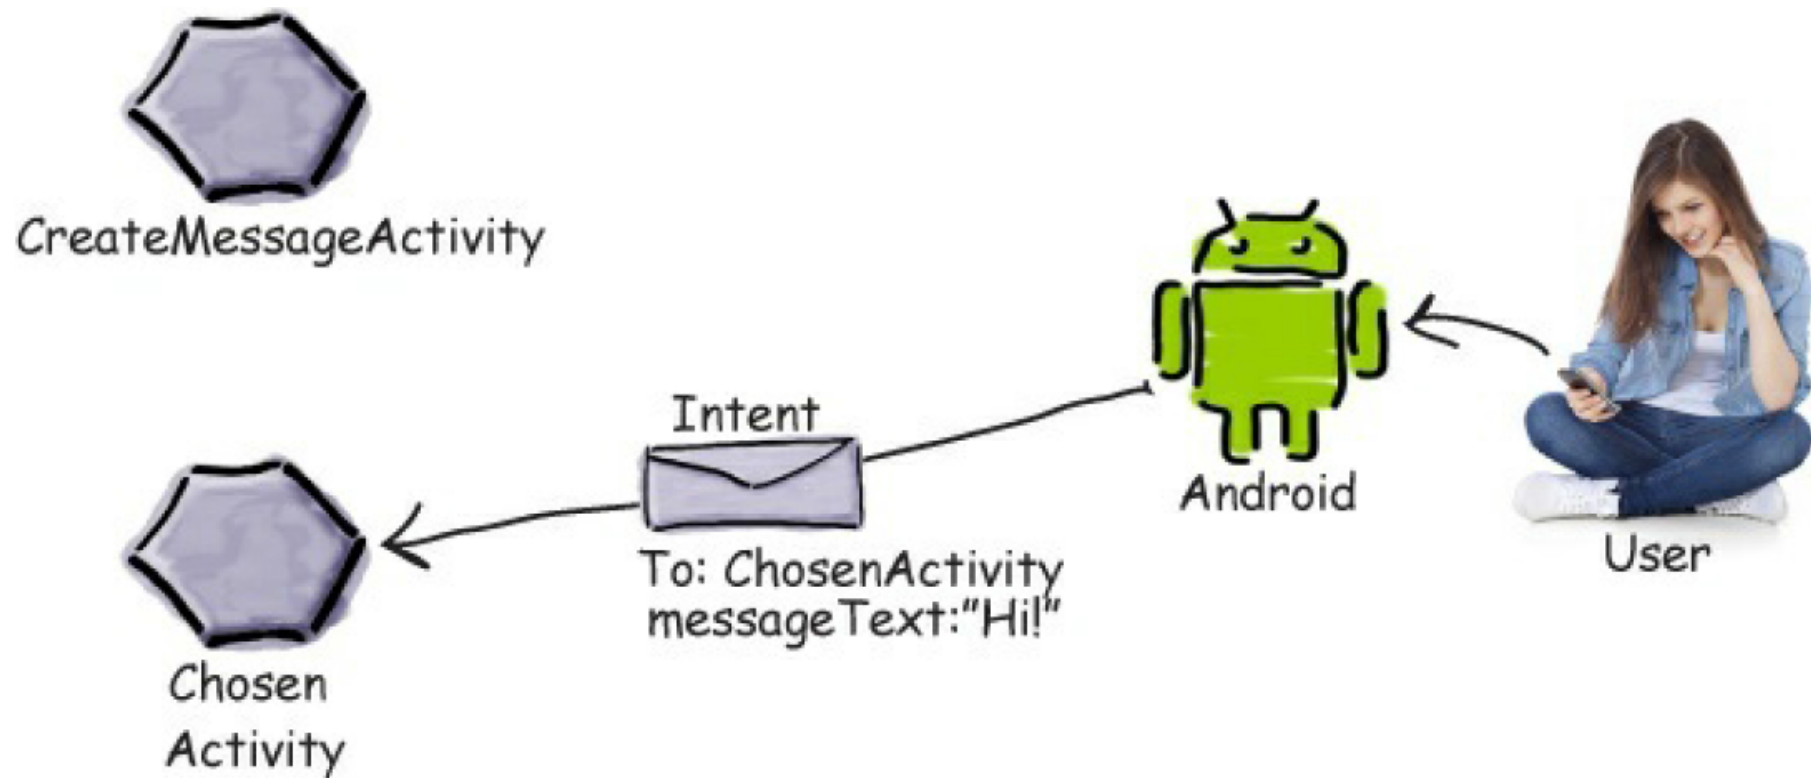 CreateMessageActivity
Intent
To: ChosenActivity
messageText:"Hi!"
Android
User
Chosen
Activity